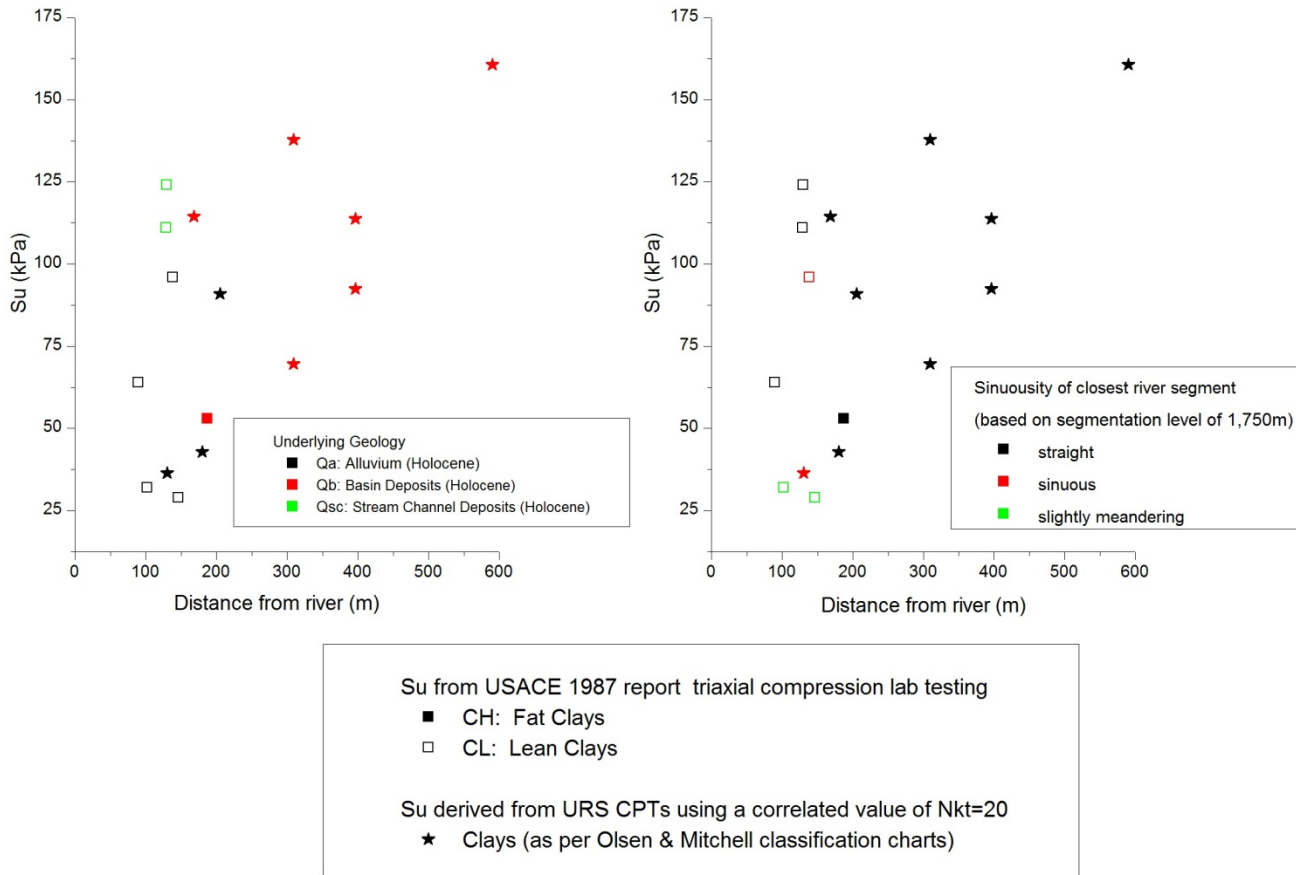 175
150
125
100
75
50
25
Su (kPa)
0 100 200 300 400 500 600
Distance from river (m)
Underlying Geology
Qa: Alluvium (Holocene)
Qb: Basin Deposits (Holocene)
Qsc: Stream Channel Deposits (Holocene)
175
150
125
100
75
50
25
Su (kPa)
0 100 200 300 400 500 600
Distance from river (m)
Sinuousity of closest river segment
(based on segmentation level of 1,750m)
straight
sinuous
slightly meandering
Su from USACE 1987 report triaxial compression lab testing
CH: Fat Clays
CL: Lean Clays
Su derived from URS CPTs using a correlated value of Nkt=20
Clays (as per Olsen & Mitchell classification charts)